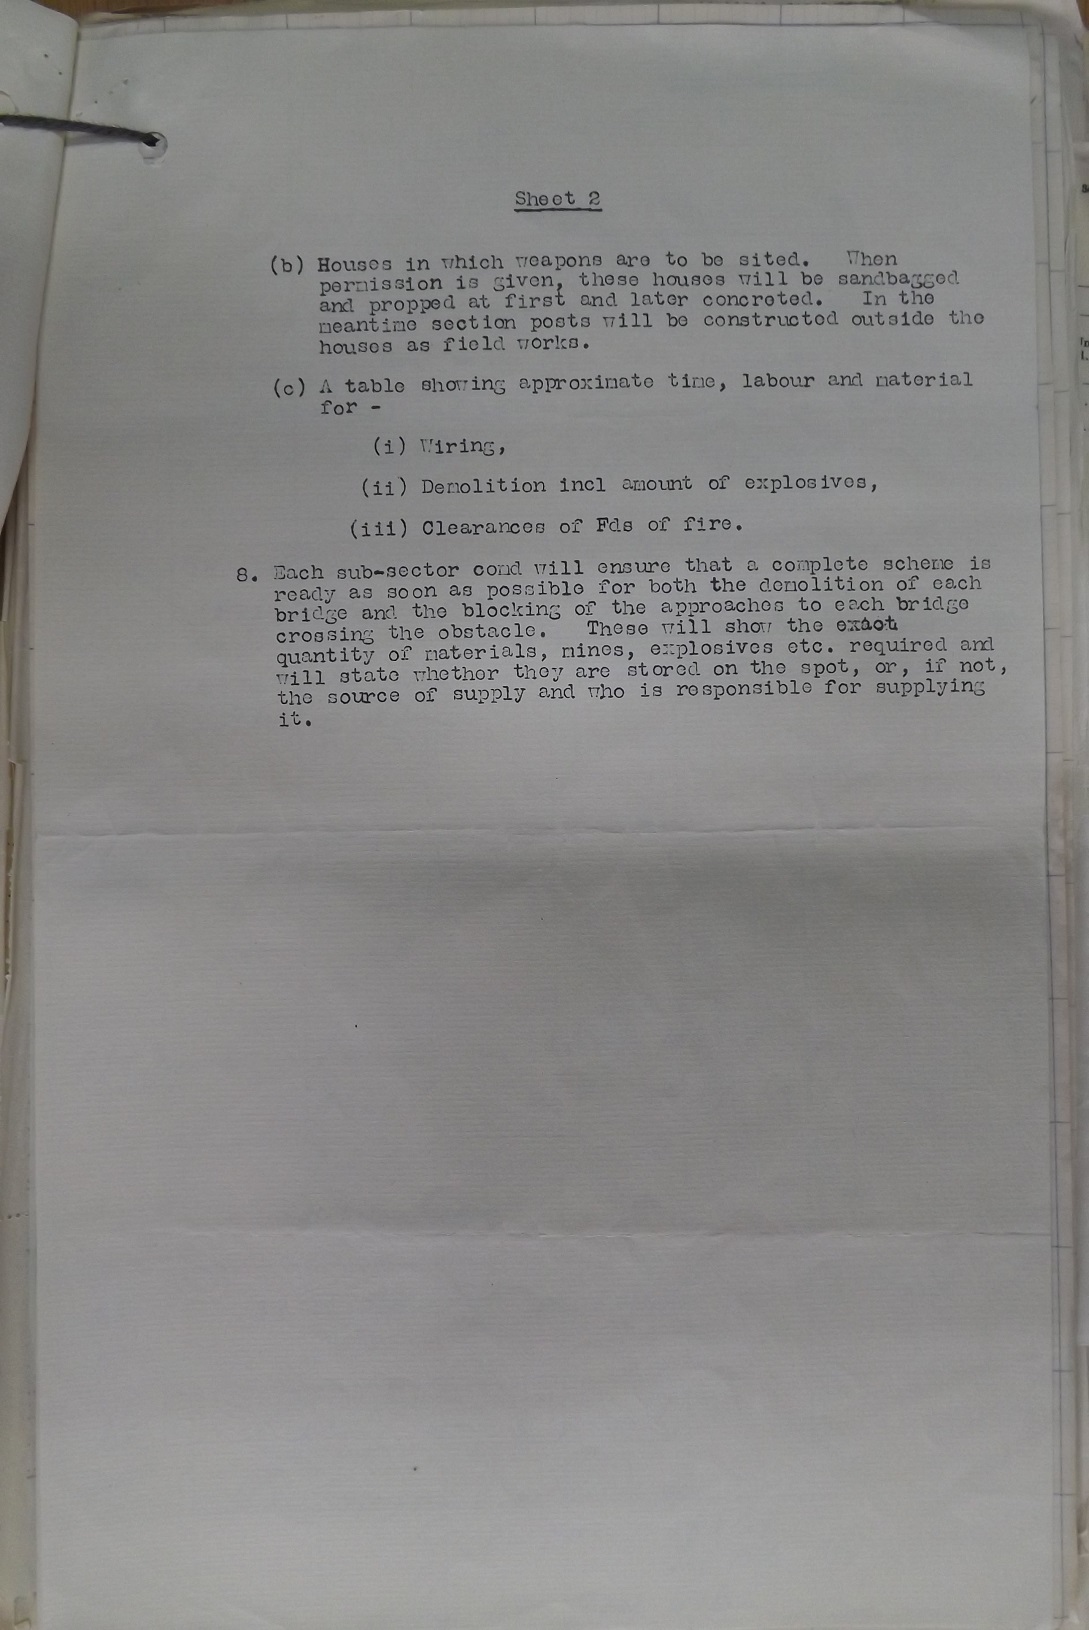 Sheet 2
(b) Houses in which weapons are to be sited. When
permission is given, these houses will be sandbagged
and propped at first and later concreted. In the
meantime section posts will be constructed outside the
houses as field works.
(c) A table showing approximate time, labour and material
for -
(i) Wiring,
(ii) Demolition incl amount of explosives,
(iii) Clearances of Fds of fire.
8. Each sub-sector comd will ensure that a complete scheme is
ready as soon as possible for both the demolition of each
bridge and the blocking of the approaches to each bridge
crossing the obstacle. These will show the exact
quantity of materials, mines, explosives etc. required and
will state whether they are stored on the spot, or, if not,
the source of supply and who is responsible for supplying
it.